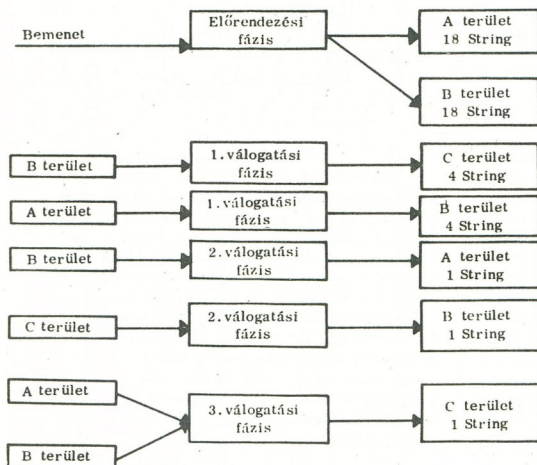 Bemenet
Előrendezési
fázis
A terület
18 String
B terület
18 String
B terület
1. válogatási
fázis
C terület
4 String
A terület
1. válogatási
fázis
B terület
4 String
B terület
2. válogatási
fázis
A terület
1 String
C terület
2. válogatási
fázis
B terület
1 String
A terület
B terület
3. válogatási
fázis
C terület
1 String